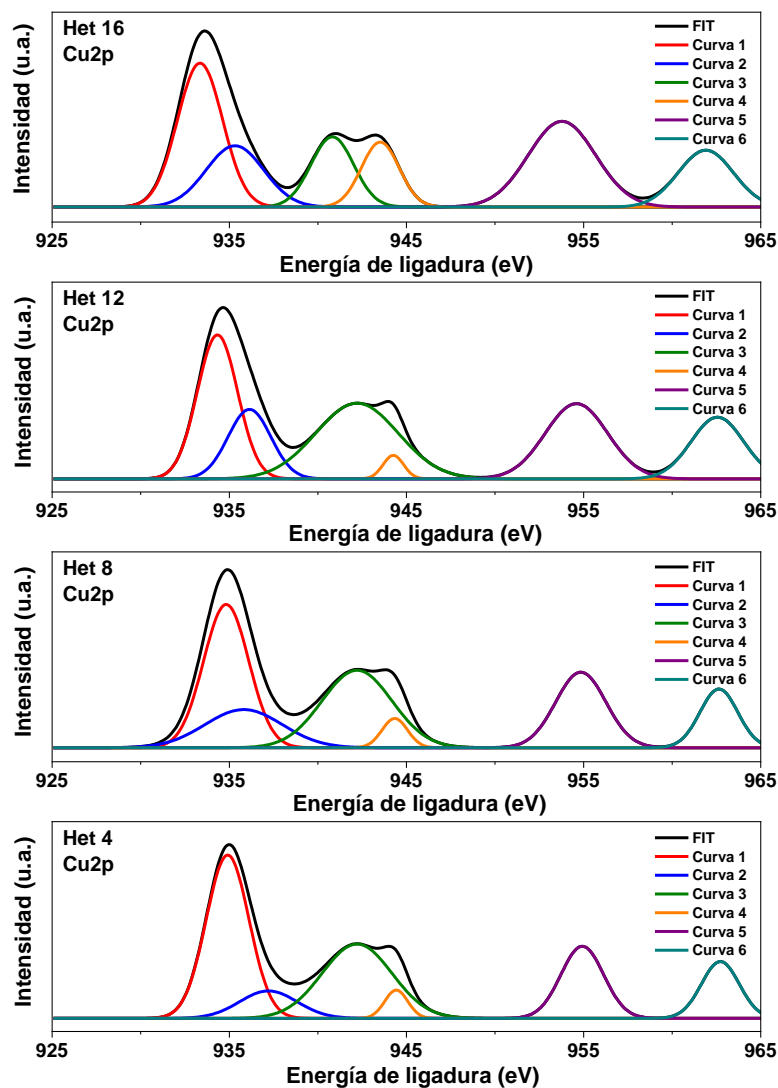 Het 16
Cu2p
FIT
Curva 1
Curva 2
Curva 3
Curva 4
Curva 5
Curva 6
Intensidad (u.a.)
925 935 945 955 965
Energía de ligadura (eV)
Het 12
Cu2p
FIT
Curva 1
Curva 2
Curva 3
Curva 4
Curva 5
Curva 6
Intensidad (u.a.)
925 935 945 955 965
Energía de ligadura (eV)
Het 8
Cu2p
FIT
Curva 1
Curva 2
Curva 3
Curva 4
Curva 5
Curva 6
Intensidad (u.a.)
925 935 945 955 965
Energía de ligadura (eV)
Het 4
Cu2p
FIT
Curva 1
Curva 2
Curva 3
Curva 4
Curva 5
Curva 6
Intensidad (u.a.)
925 935 945 955 965
Energía de ligadura (eV)